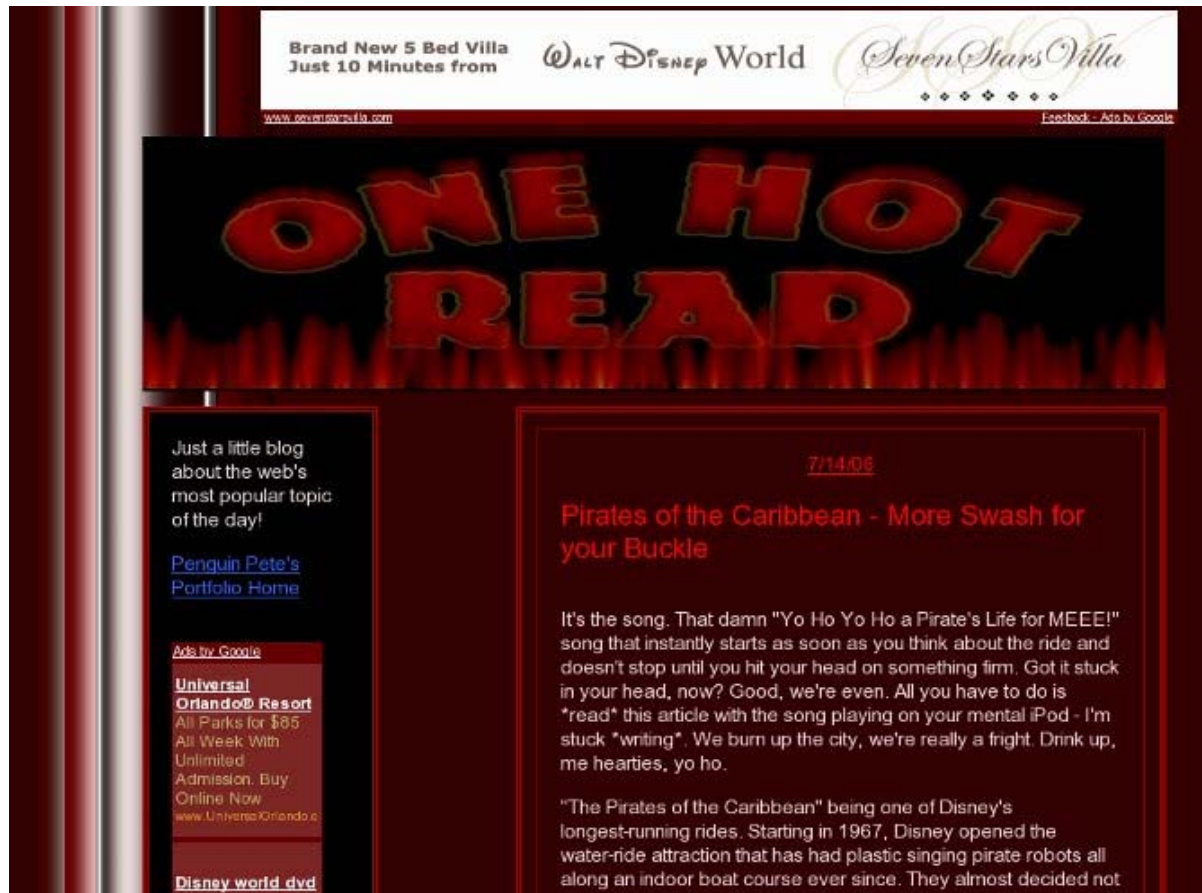 Brand New 5 Bed Villa
Just 10 Minutes from
WALT DISNEY World
Seven Stars Villa
www.sevenstarsvilla.com
Feedback - Ads by Google
ONE HOT
READ
Just a little blog
about the web's
most popular topic
of the day!
Penguin Pete's
Portfolio Home
Ads by Google
Universal
Orlando® Resort
All Parks for $85
All Week With
Unlimited
Admission. Buy
Online Now
www.UniversalOrlando.c
Disney world dvd
7/14/06
Pirates of the Caribbean - More Swash for
your Buckle
It's the song. That damn "Yo Ho Yo Ho a Pirate's Life for MEEE!"
song that instantly starts as soon as you think about the ride and
doesn't stop until you hit your head on something firm. Got it stuck
in your head, now? Good, we're even. All you have to do is
*read* this article with the song playing on your mental iPod - I'm
stuck *writing*. We burn up the city, we're really a fright. Drink up,
me hearties, yo ho.
"The Pirates of the Caribbean" being one of Disney's
longest-running rides. Starting in 1967, Disney opened the
water-ride attraction that has had plastic singing pirate robots all
along an indoor boat course ever since. They almost decided not